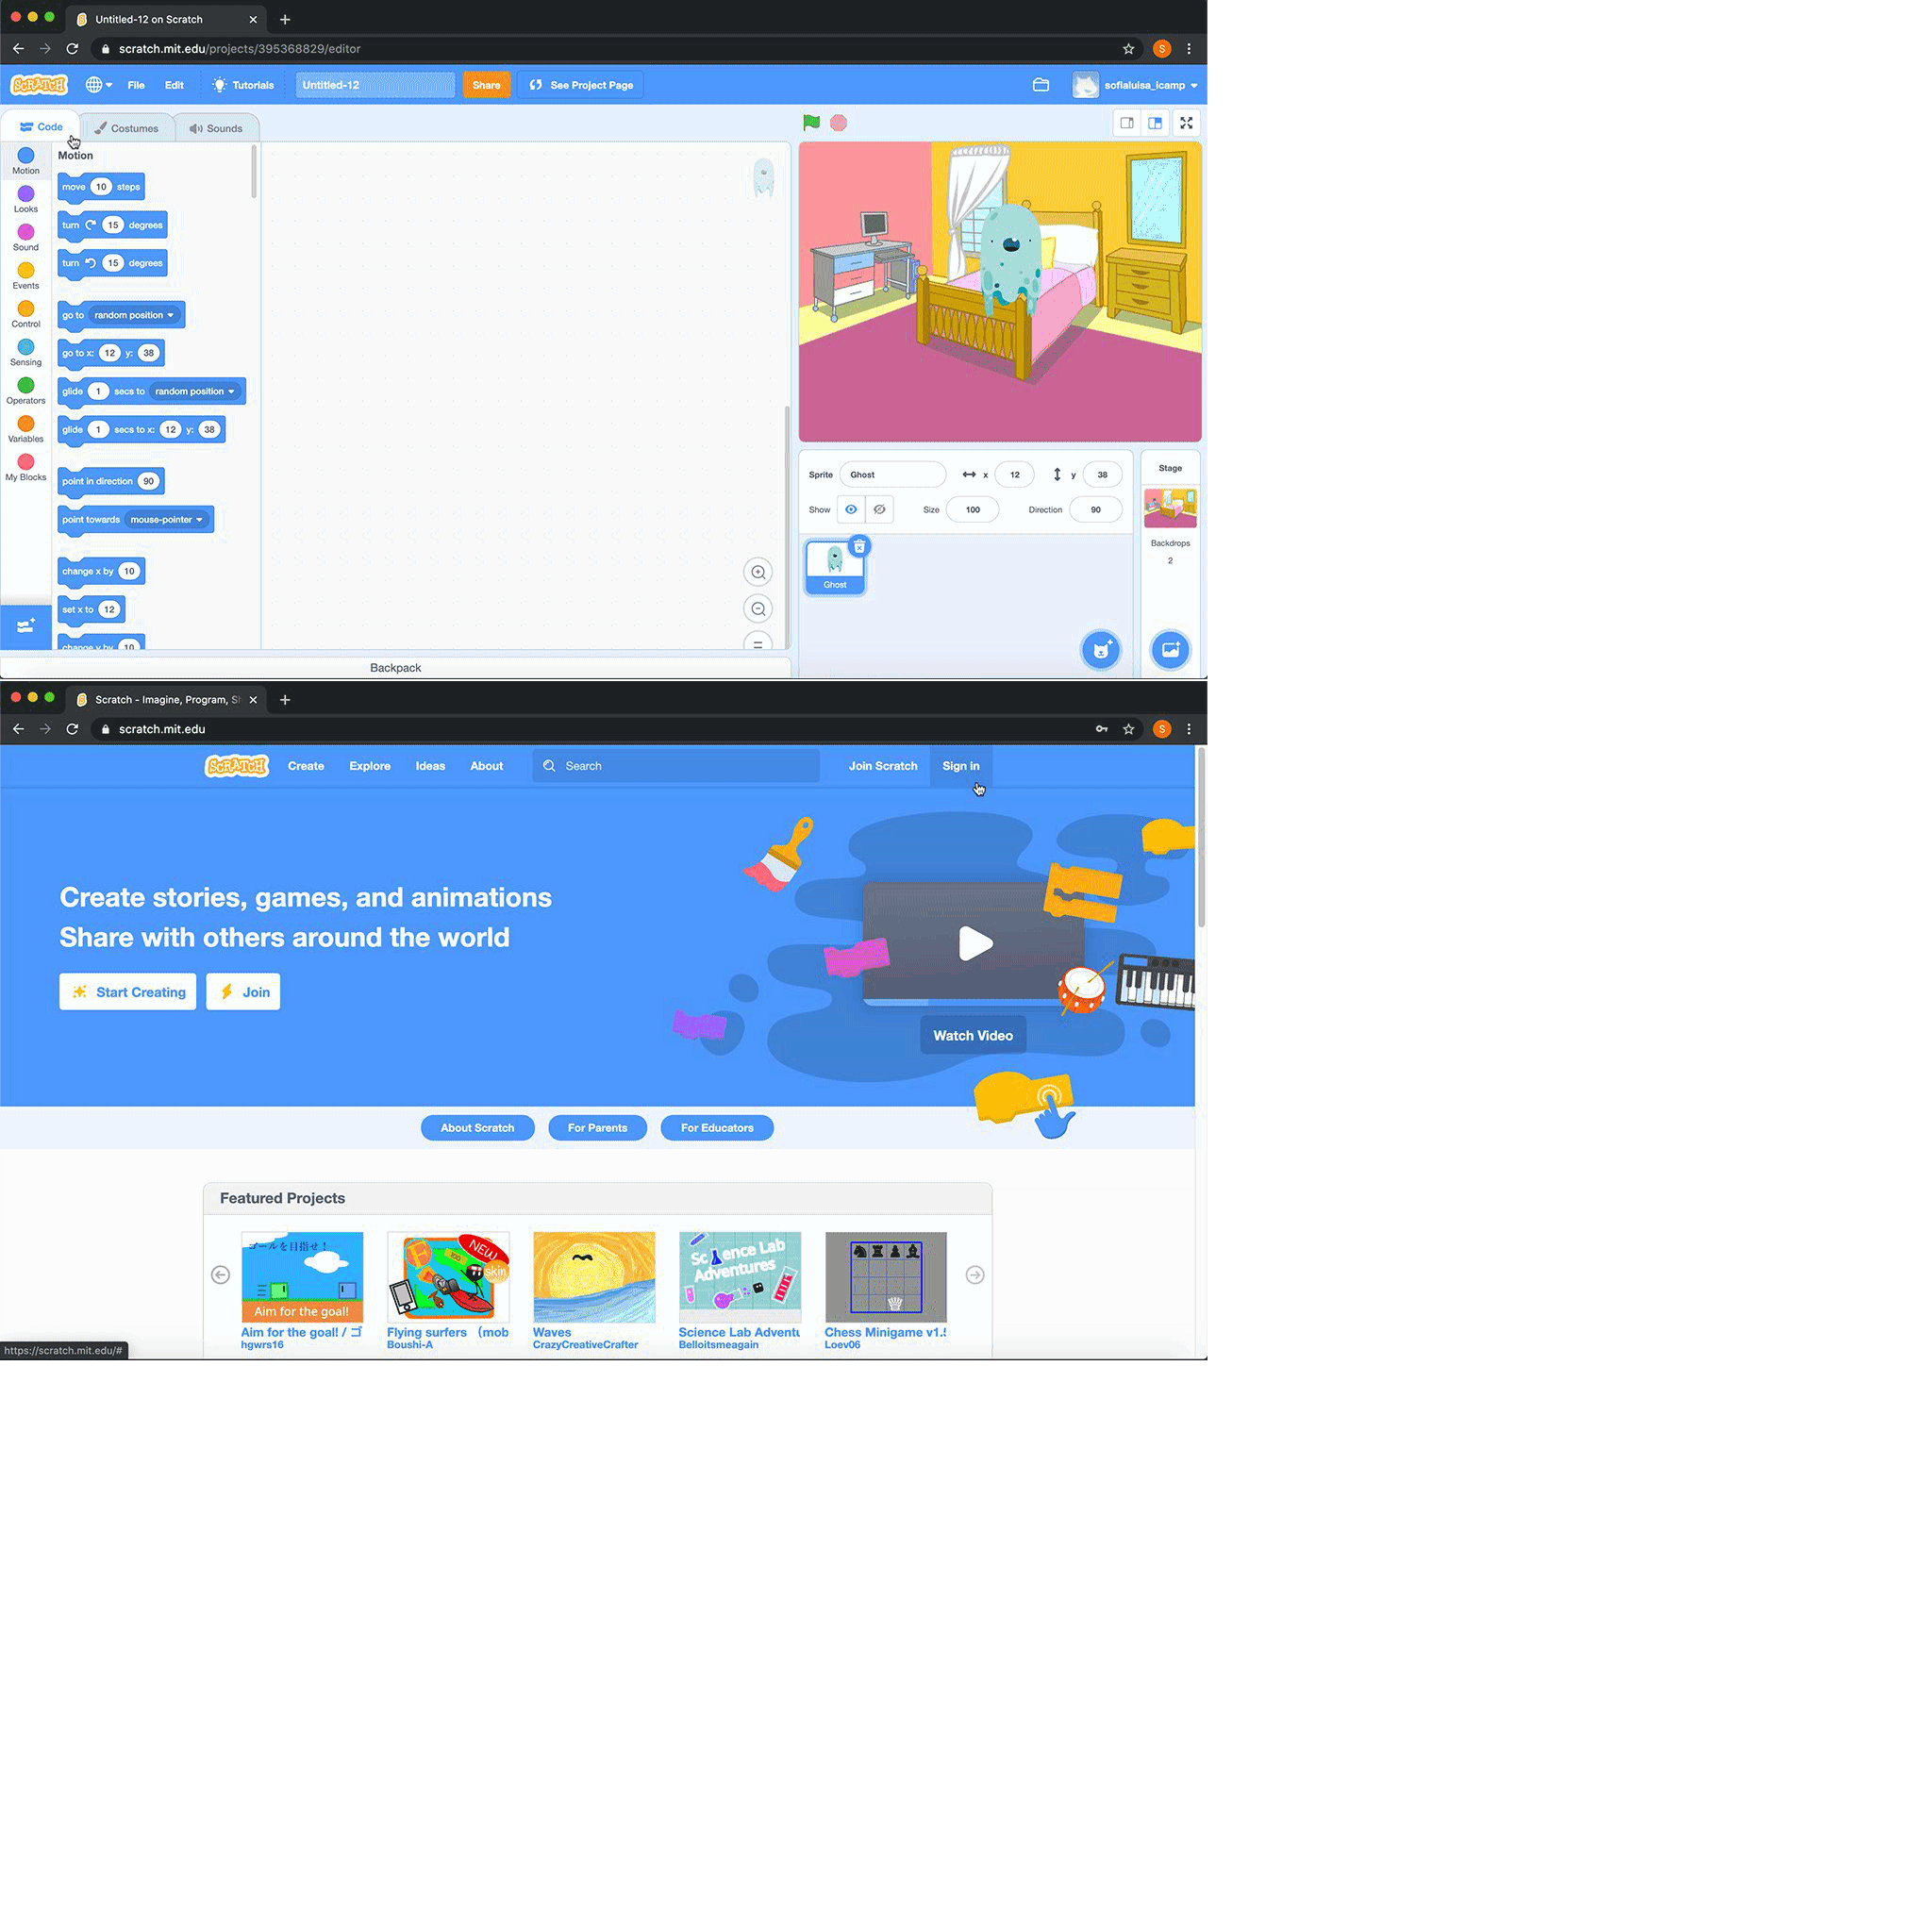 Untitled-12 on Scratch
scratch.mit.edu/projects/395368829/editor
S
SCRATCH File Edit Tutorials Untitled-12 Share See Project Page sofialuisa_icamp
Code Costumes Sounds
Motion
Motion
Looks
Sound
Events
Control
Sensing
Operators
Variables
My Blocks
move 10 steps
turn 15 degrees
turn 15 degrees
go to random position
go to x: 12 y: 38
glide 1 secs to random position
glide 1 secs to x: 12 y: 38
point in direction 90
point towards mouse-pointer
change x by 10
set x to 12
change y by 10
Backpack
Sprite Ghost x 12 y 38
Show Size 100 Direction 90
Ghost
Stage
Backdrops
2
Scratch - Imagine, Program,
scratch.mit.edu
S
SCRATCH Create Explore Ideas About Search Join Scratch Sign in
Create stories, games, and animations
Share with others around the world
Start Creating Join
Watch Video
About Scratch For Parents For Educators
Featured Projects
ゴールを目指せ！
Aim for the goal!
NEW
skin
Science Lab
Adventures
Aim for the goal! / ゴ
hgwrs16
Flying surfers （mob
Boushi-A
Waves
CrazyCreativeCrafter
Science Lab Adventu
Belloitsmeagain
Chess Minigame v1.
Loev06
https://scratch.mit.edu/#